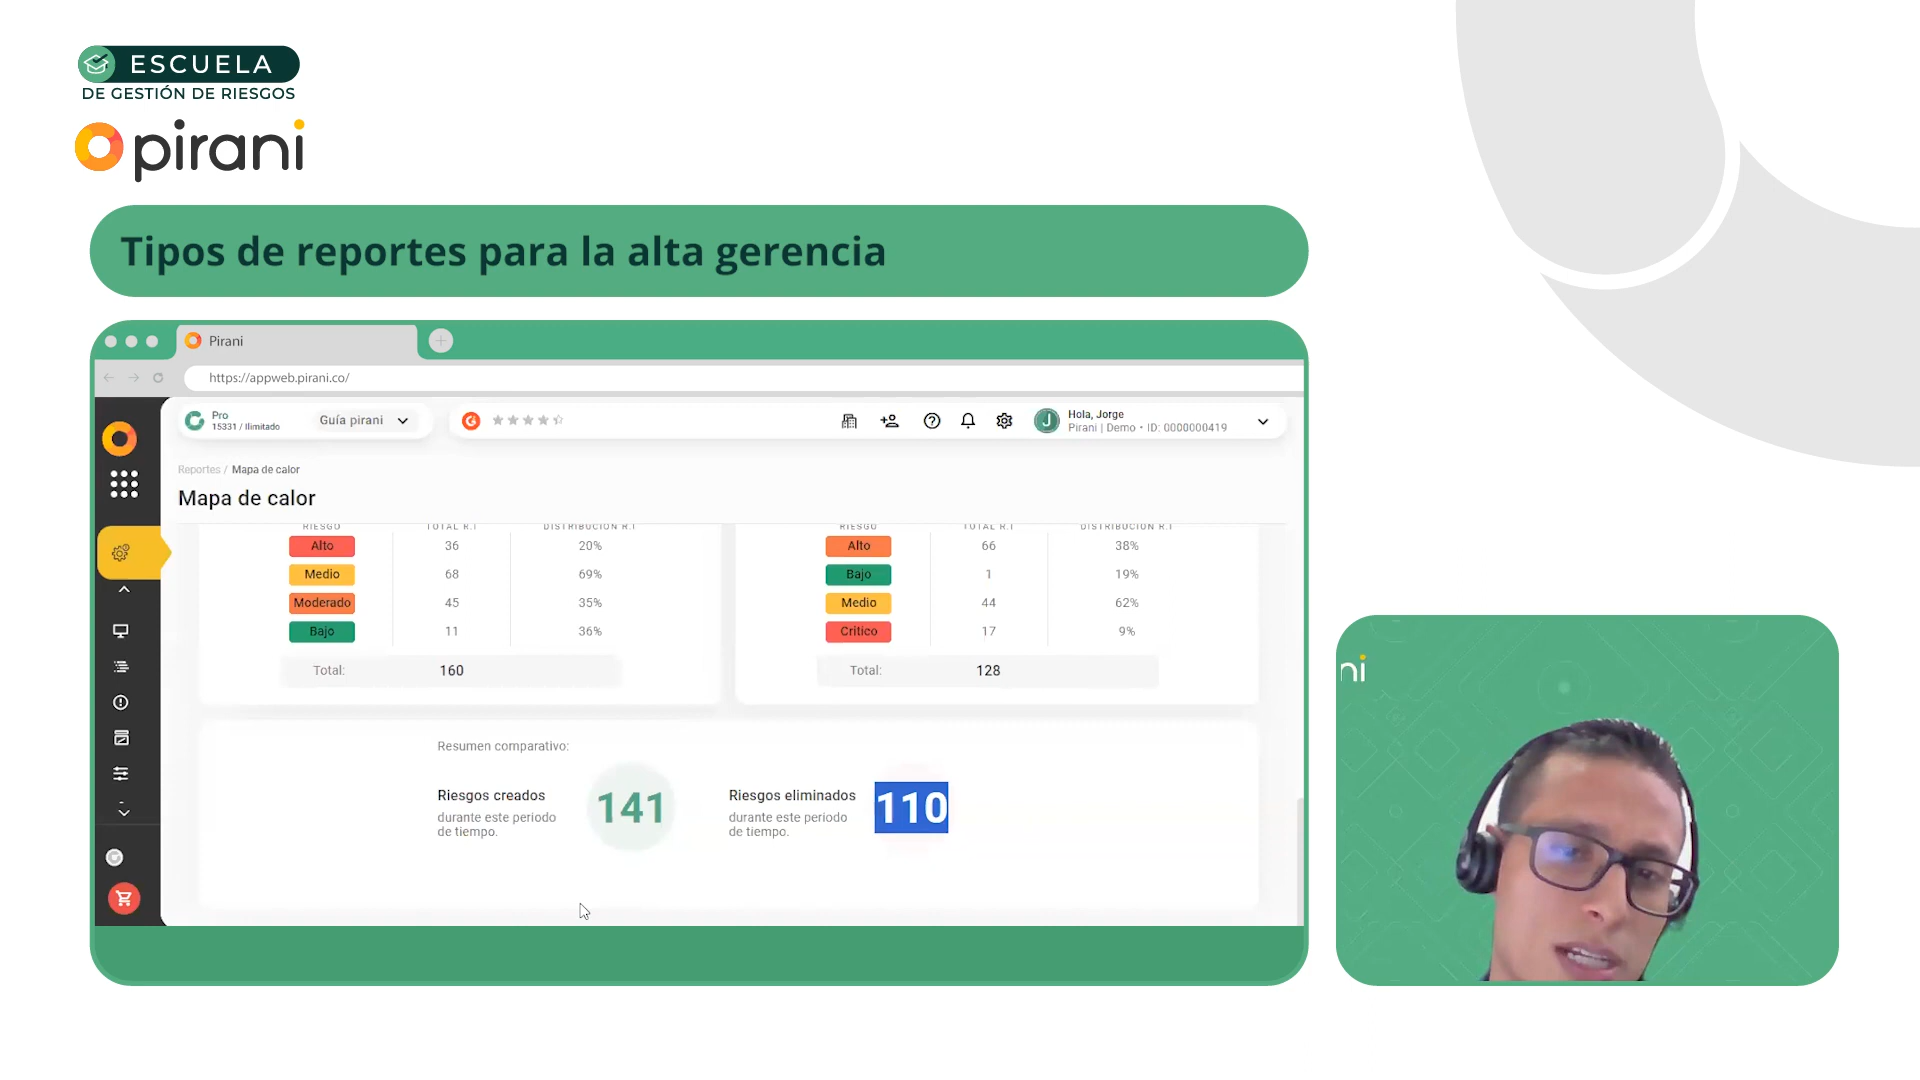 ESCUELA
DE GESTIÓN DE RIESGOS
pirani
Tipos de reportes para la alta gerencia
Pirani
https://appweb.pirani.co/
Pro
15331 / Ilimitado
Guía pirani
Hola, Jorge
Pirani | Demo • ID: 0000000419
J
Reportes / Mapa de calor
Mapa de calor
RIESGO TOTAL R.I DISTRIBUCIÓN R.I
Alto 36 20%
Medio 68 69%
Moderado 45 35%
Bajo 11 36%
Total: 160
RIESGO TOTAL R.I DISTRIBUCIÓN R.I
Alto 66 38%
Bajo 1 19%
Medio 44 62%
Crítico 17 9%
Total: 128
Resumen comparativo:
Riesgos creados
durante este periodo
de tiempo.
141
Riesgos eliminados
durante este periodo
de tiempo.
110
ni